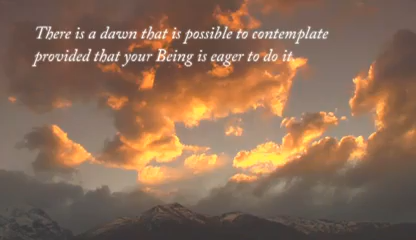 There is a dawn that is possible to contemplate
provided that your Being is eager to do it.